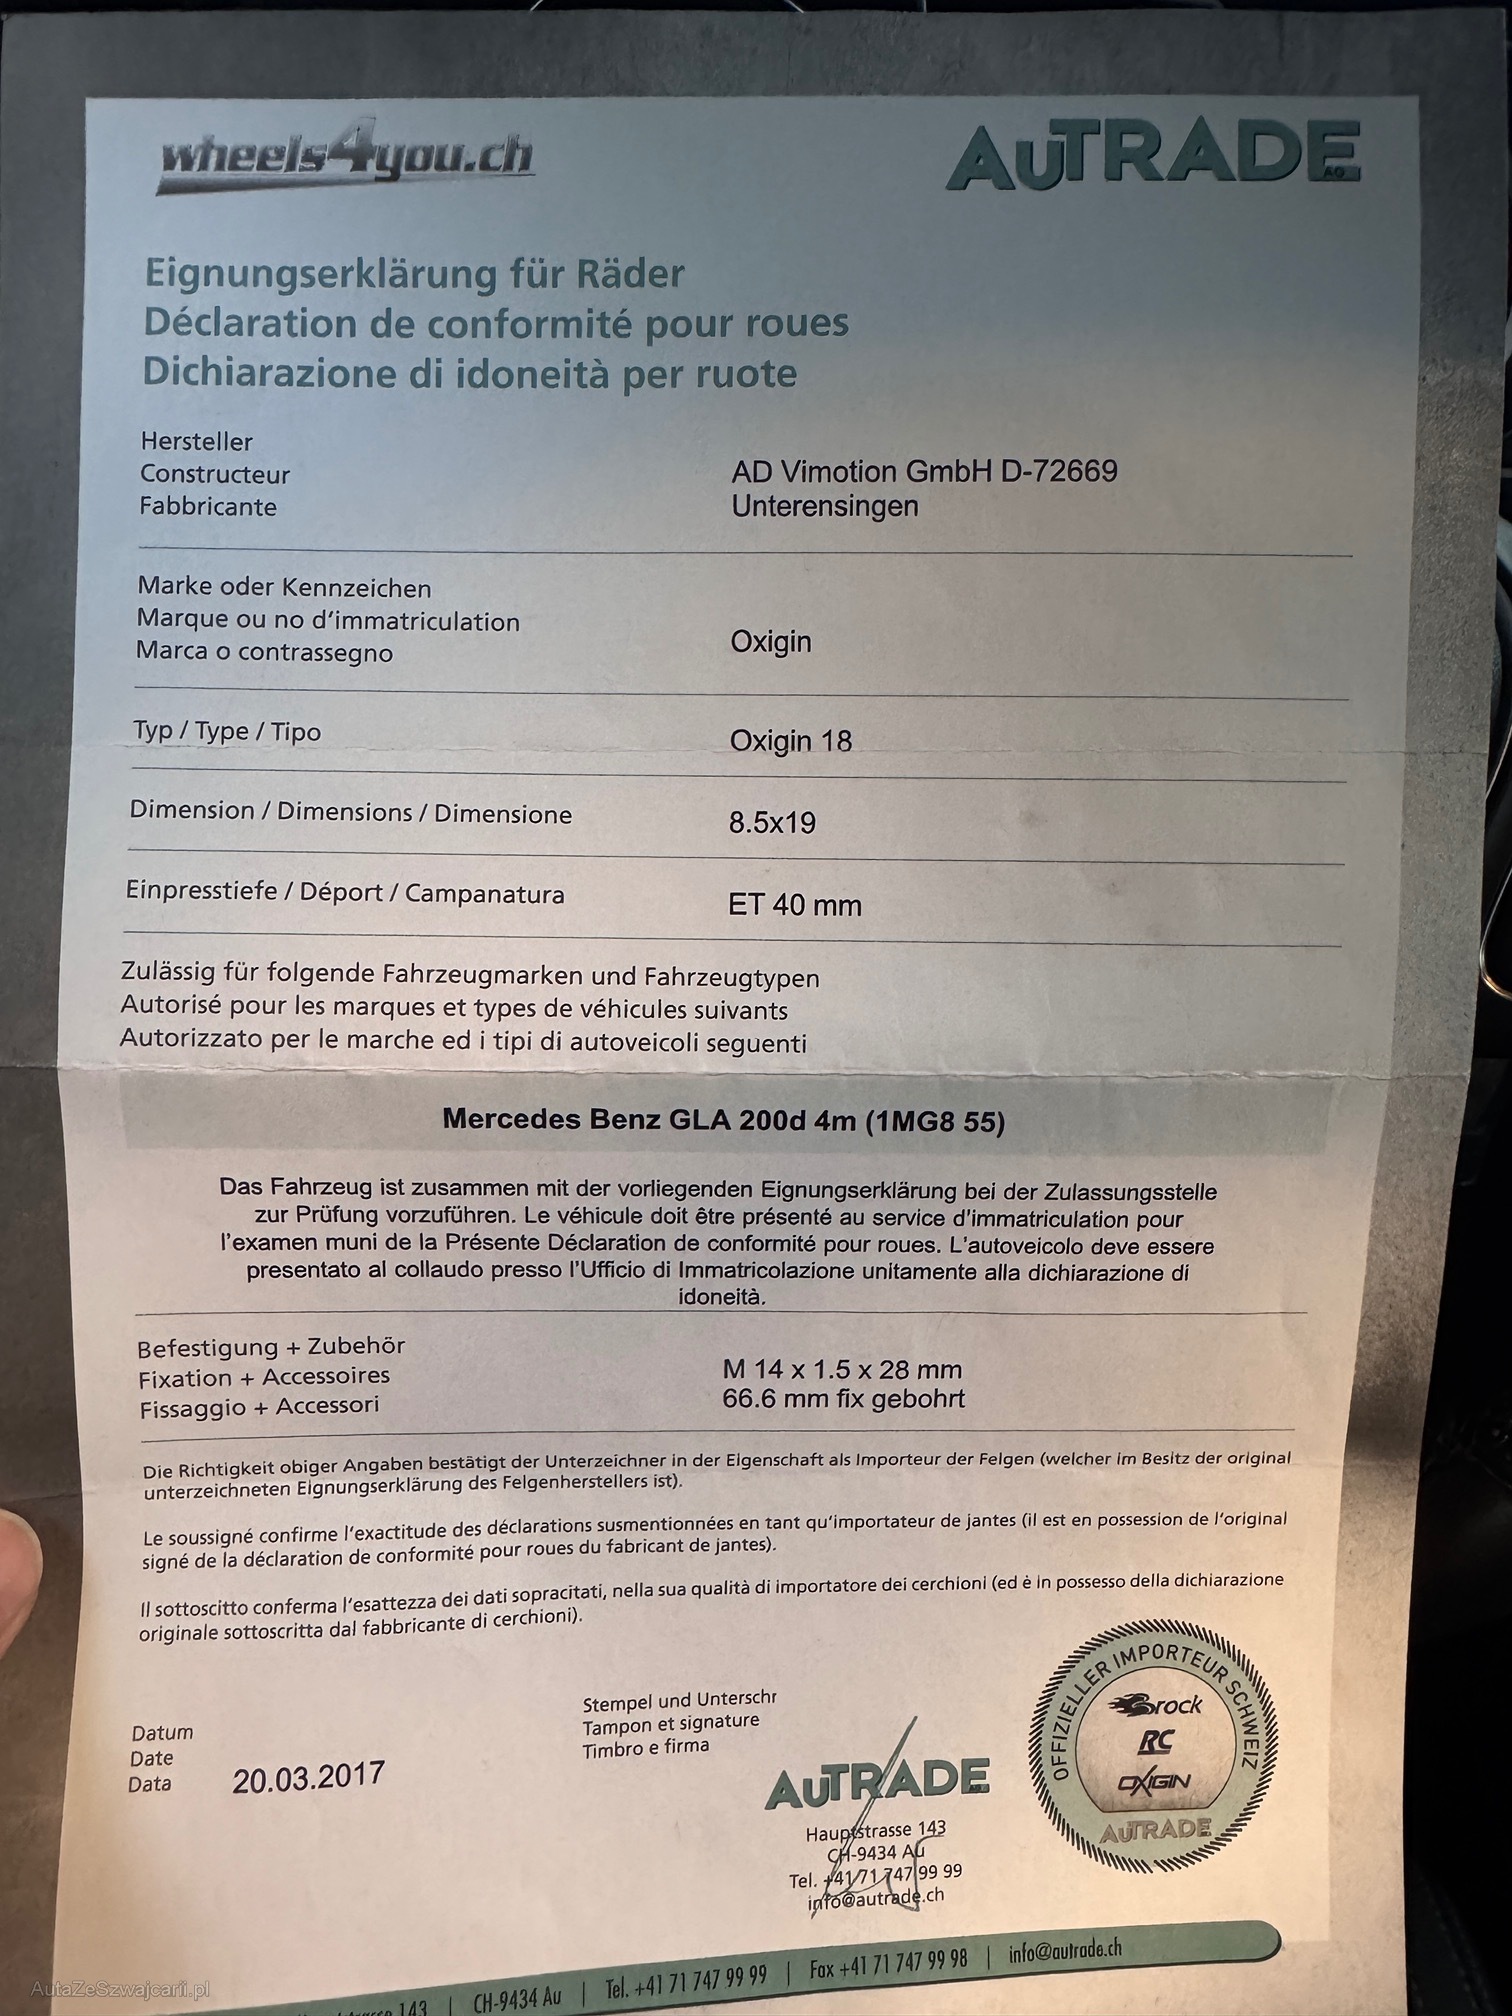 wheels4you.ch
AUTRADE AG
Eignungserklärung für Räder
Déclaration de conformité pour roues
Dichiarazione di idoneità per ruote
Hersteller
Constructeur
Fabbricante
AD Vimotion GmbH D-72669
Unterensingen
Marke oder Kennzeichen
Marque ou no d'immatriculation
Marca o contrassegno
Oxigin
Typ / Type / Tipo
Oxigin 18
Dimension / Dimensions / Dimensione
8.5x19
Einpresstiefe / Déport / Campanatura
ET 40 mm
Zulässig für folgende Fahrzeugmarken und Fahrzeugtypen
Autorisé pour les marques et types de véhicules suivants
Autorizzato per le marche ed i tipi di autoveicoli seguenti
Mercedes Benz GLA 200d 4m (1MG8 55)
Das Fahrzeug ist zusammen mit der vorliegenden Eignungserklärung bei der Zulassungsstelle
zur Prüfung vorzuführen. Le véhicule doit être présenté au service d'immatriculation pour
l'examen muni de la Présente Déclaration de conformité pour roues. L'autoveicolo deve essere
presentato al collaudo presso l'Ufficio di Immatricolazione unitamente alla dichiarazione di
idoneità.
Befestigung + Zubehör
Fixation + Accessoires
Fissaggio + Accessori
M 14 x 1.5 x 28 mm
66.6 mm fix gebohrt
Die Richtigkeit obiger Angaben bestätigt der Unterzeichner in der Eigenschaft als Importeur der Felgen (welcher im Besitz der original
unterzeichneten Eignungserklärung des Felgenherstellers ist).
Le soussigné confirme l'exactitude des déclarations susmentionnées en tant qu'importateur de jantes (il est en possession de l'original
signé de la déclaration de conformité pour roues du fabricant de jantes).
Il sottoscitto conferma l'esattezza dei dati sopracitati, nella sua qualità di importatore dei cerchioni (ed è in possesso della dichiarazione
originale sottoscritta dal fabbricante di cerchioni).
Datum
Date
Data
20.03.2017
Stempel und Unterschr
Tampon et signature
Timbro e firma
AUTRADE
Hauptstrasse 143
CH-9434 Au
Tel. +41 71 747 99 99
info@autrade.ch
OFFIZIELLER IMPORTEUR SCHWEIZ
Brock
RC
OXIGIN
AUTRADE
143 | CH-9434 Au | Tel. +41 71 747 99 99 | Fax +41 71 747 99 98 | info@autrade.ch
AutaZeSzwajcarii.pl